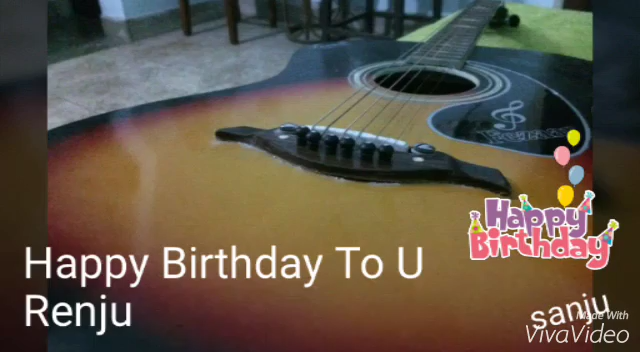 Happy Birthday To U
Renju
Happy
Birthday
sanju
Made With
VivaVideo